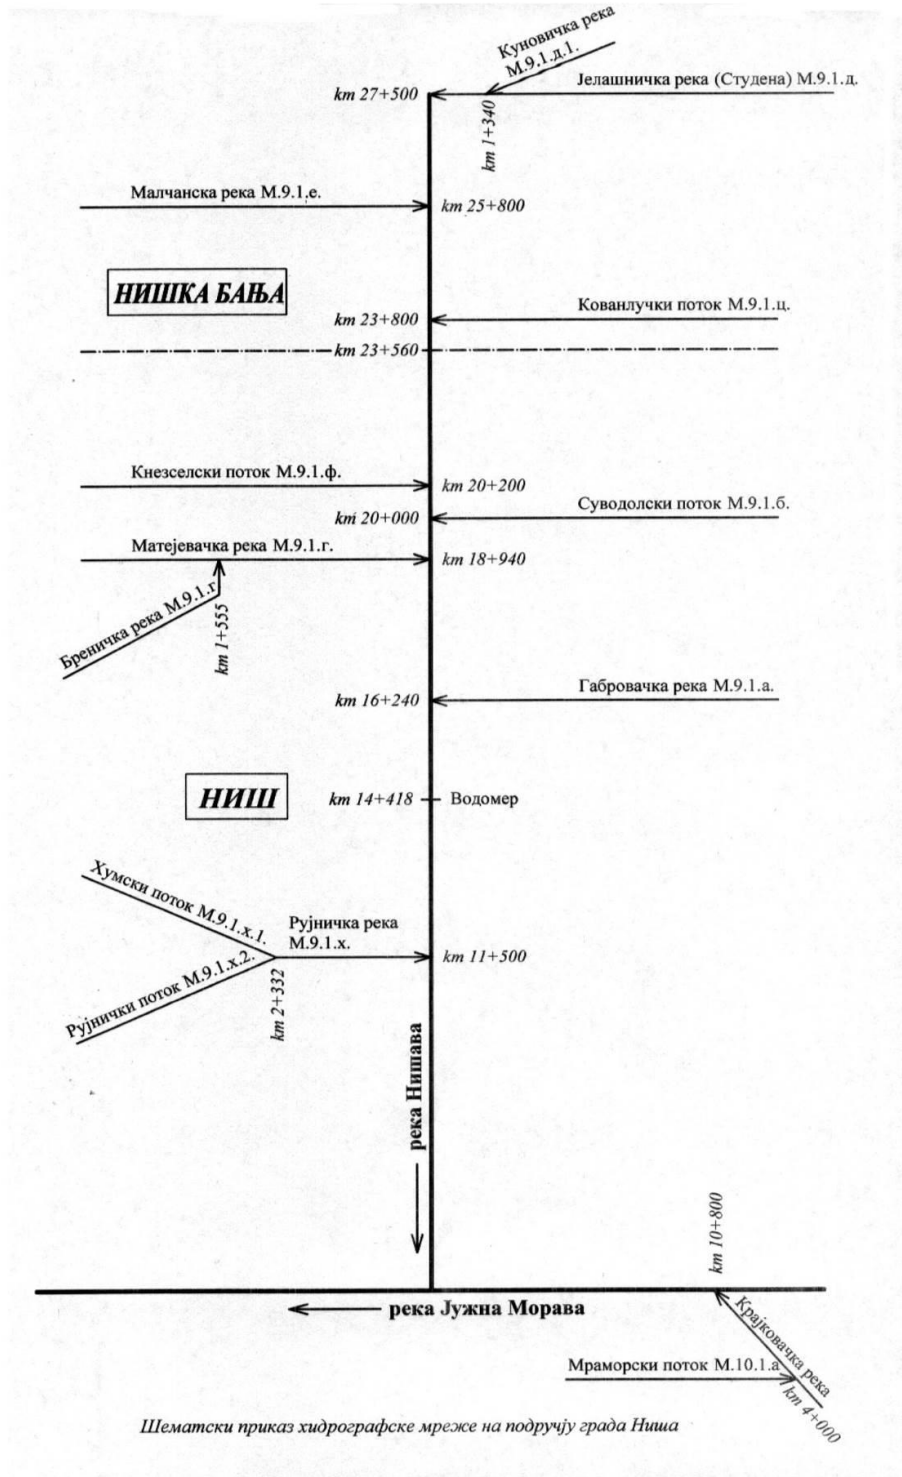 Куновичка река
М.9.1.д.1.
Јелашничка река (Студена) М.9.1.д.
km 27+500
km 1+340
Малчанска река М.9.1.е.
km 25+800
НИШКА БАЊА
Кованлучки поток М.9.1.ц.
km 23+800
km 23+560
Кнезселски поток М.9.1.ф.
km 20+200
Суводолски поток М.9.1.б.
km 20+000
Матејевачка река М.9.1.г.
km 18+940
Бреничка река М.9.1.г
km 1+555
Габровачка река М.9.1.а.
km 16+240
НИШ
km 14+418
Водомер
Хумски поток М.9.1.х.1.
Рујничка река
М.9.1.х.
km 11+500
Рујнички поток М.9.1.х.2.
km 2+332
река Нишава
km 10+800
река Јужна Морава
Крајковачка река
Мраморски поток М.10.1.а
km 4+000
Шематски приказ хидрографске мреже на подручју града Ниша